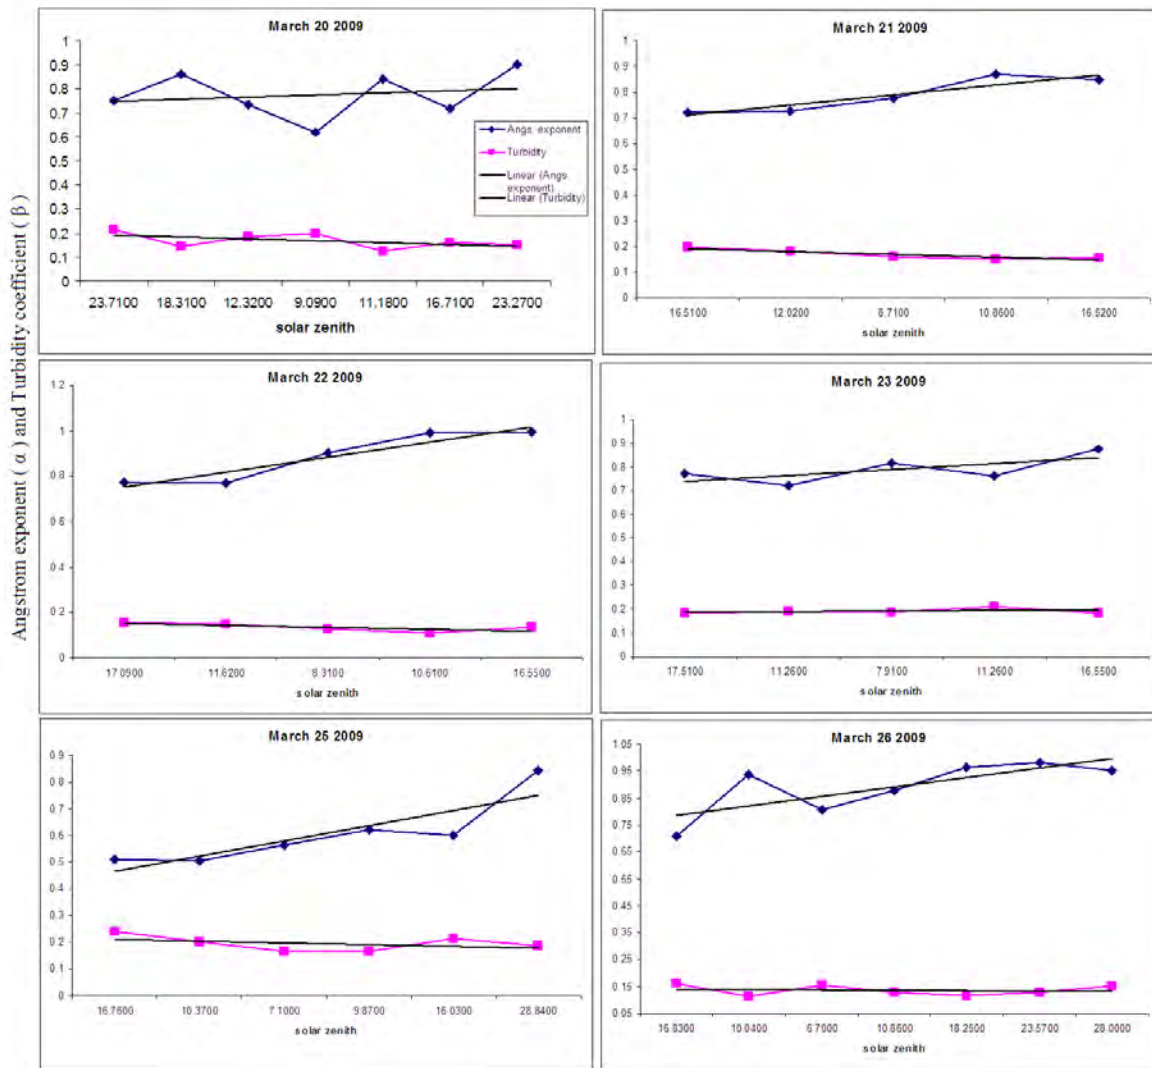 Angstrom exponent ( α ) and Turbidity coefficient ( β )
March 20 2009
1
0.9
0.8
0.7
0.6
0.5
0.4
0.3
0.2
0.1
0
Angs. exponent
Turbidity
Linear (Angs. exponent)
Linear (Turbidity)
23.7100 18.3100 12.3200 9.0900 11.1800 16.7100 23.2700
solar zenith
March 21 2009
1
0.9
0.8
0.7
0.6
0.5
0.4
0.3
0.2
0.1
0
16.5100 12.0200 8.7100 10.8600 16.5200
solar zenith
March 22 2009
1.2
1
0.8
0.6
0.4
0.2
0
17.0900 11.6200 8.3100 10.6100 16.5500
solar zenith
March 23 2009
1
0.9
0.8
0.7
0.6
0.5
0.4
0.3
0.2
0.1
0
17.5100 11.2600 7.9100 11.2600 16.5500
solar zenith
March 25 2009
0.9
0.8
0.7
0.6
0.5
0.4
0.3
0.2
0.1
0
16.7600 10.3700 7.1000 9.8700 16.0300 28.8400
solar zenith
March 26 2009
1.05
0.95
0.85
0.75
0.65
0.55
0.45
0.35
0.25
0.15
0.05
16.8300 10.0400 6.7000 10.8600 18.2500 23.5700 28.0000
solar zenith